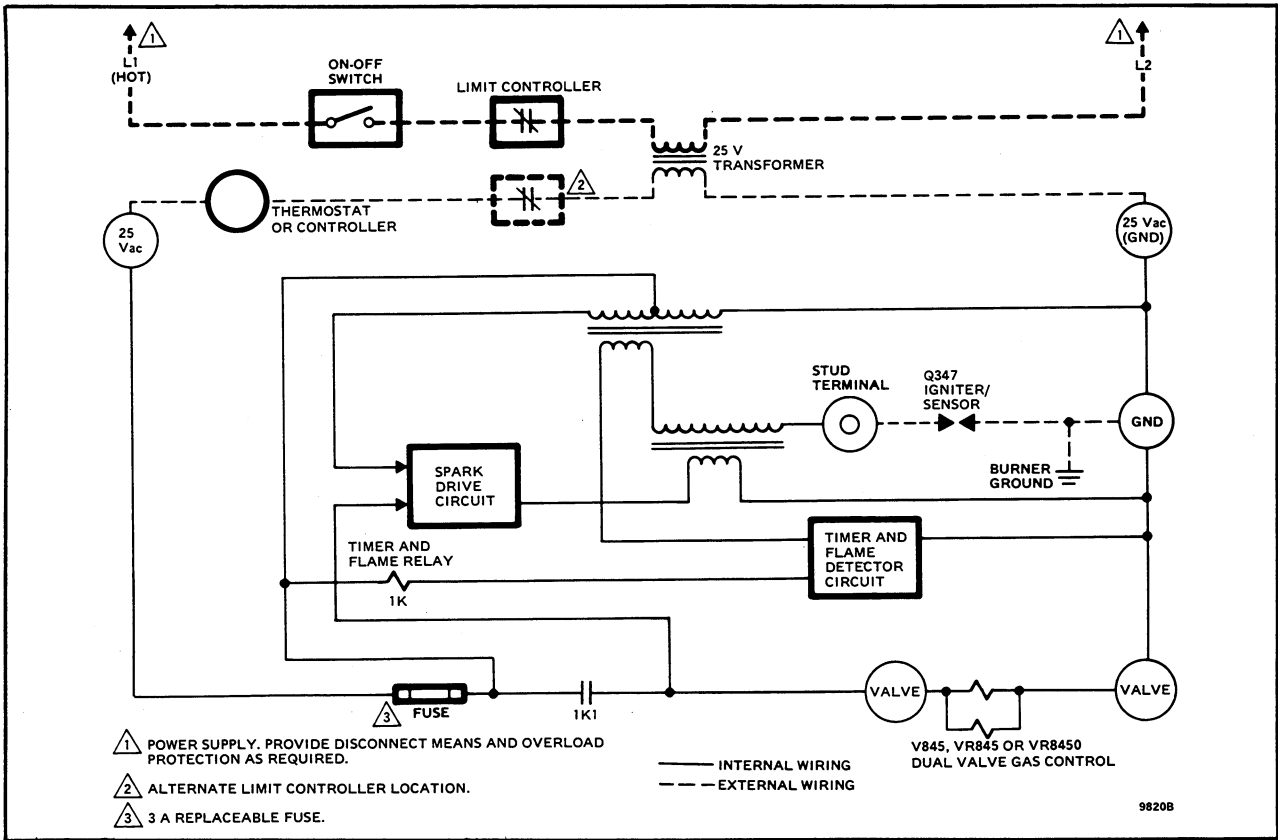 1
1
L1
(HOT)
L2
ON-OFF
SWITCH
LIMIT CONTROLLER
25 V
TRANSFORMER
2
THERMOSTAT
OR CONTROLLER
25
Vac
25 Vac
(GND)
STUD
TERMINAL
Q347
IGNITER/
SENSOR
GND
BURNER
GROUND
SPARK
DRIVE
CIRCUIT
TIMER AND
FLAME RELAY
1K
TIMER AND
FLAME
DETECTOR
CIRCUIT
3
FUSE
1K1
VALVE
VALVE
V845, VR845 OR VR8450
DUAL VALVE GAS CONTROL
1 POWER SUPPLY. PROVIDE DISCONNECT MEANS AND OVERLOAD
PROTECTION AS REQUIRED.
2 ALTERNATE LIMIT CONTROLLER LOCATION.
3 3 A REPLACEABLE FUSE.
INTERNAL WIRING
EXTERNAL WIRING
9820B